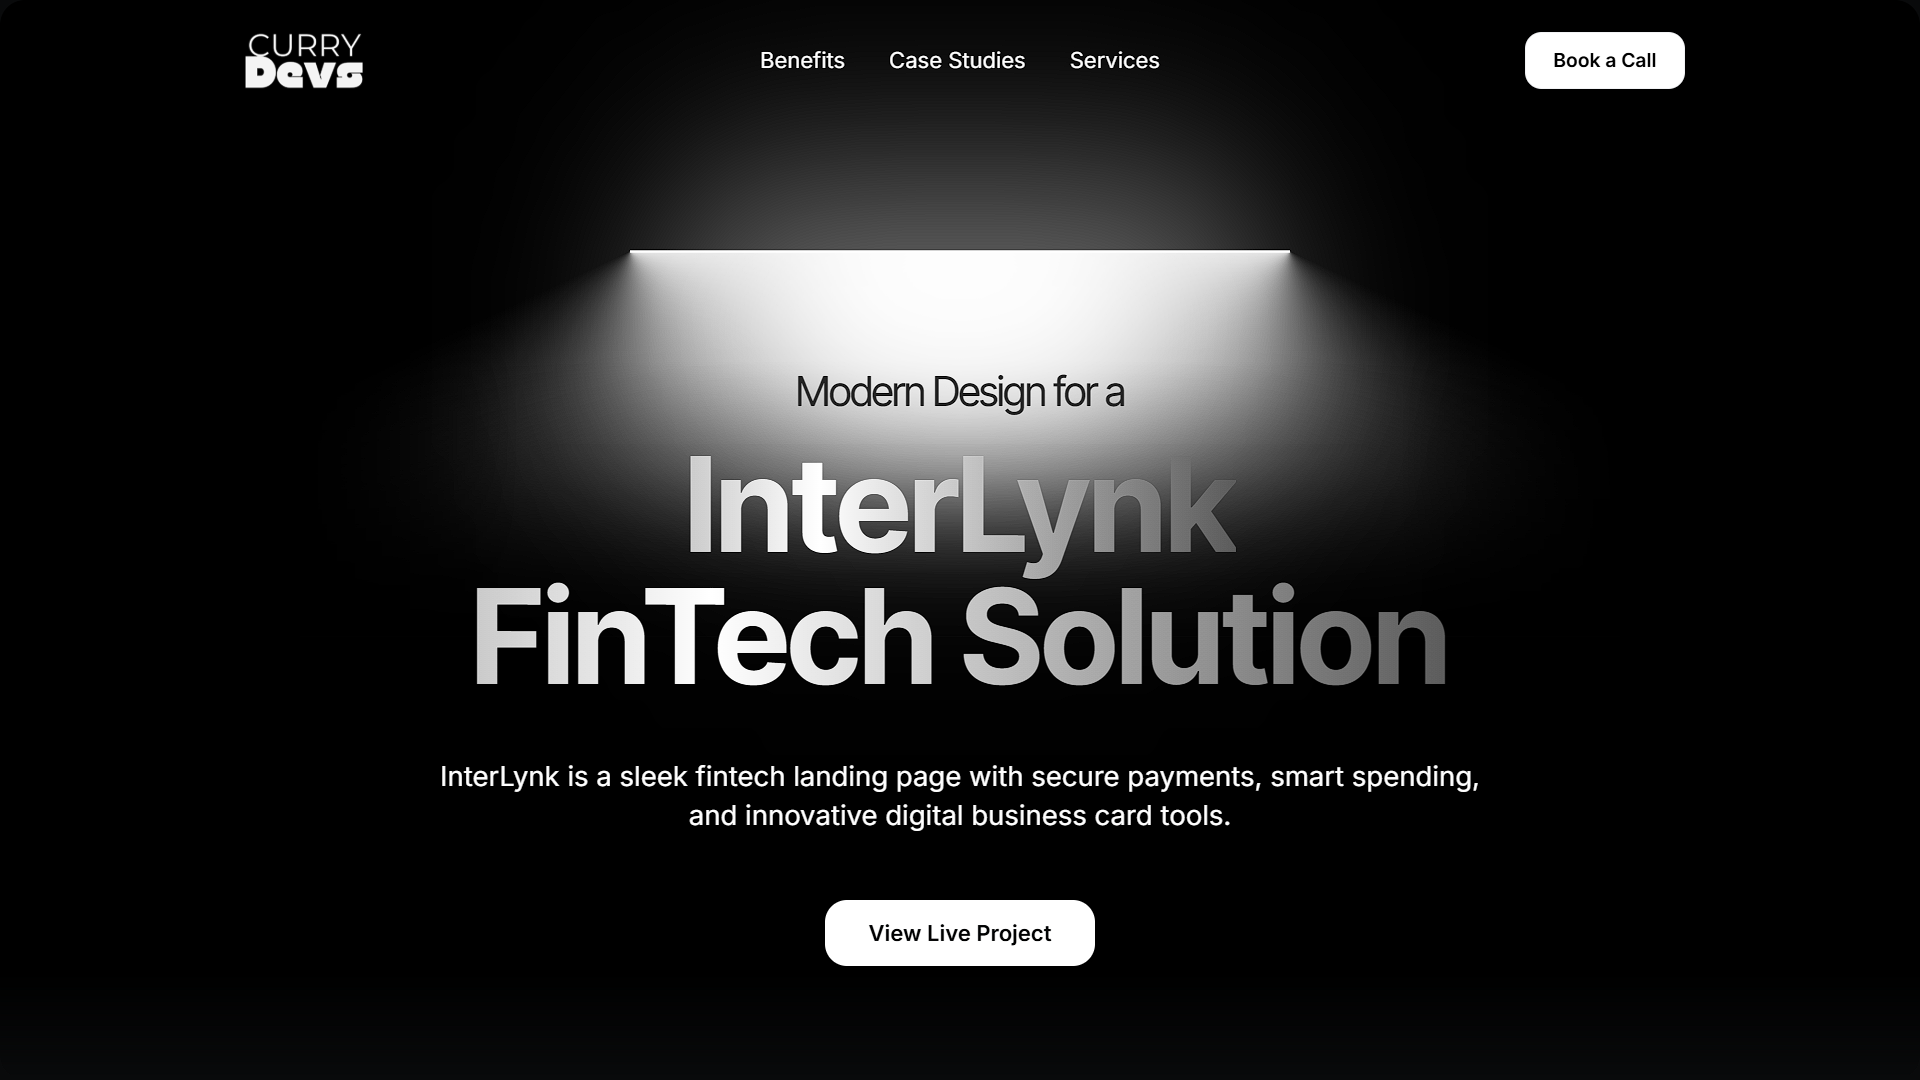 CURRY
Devs
Benefits
Case Studies
Services
Book a Call
Modern Design for a
InterLynk
FinTech Solution
InterLynk is a sleek fintech landing page with secure payments, smart spending,
and innovative digital business card tools.
View Live Project